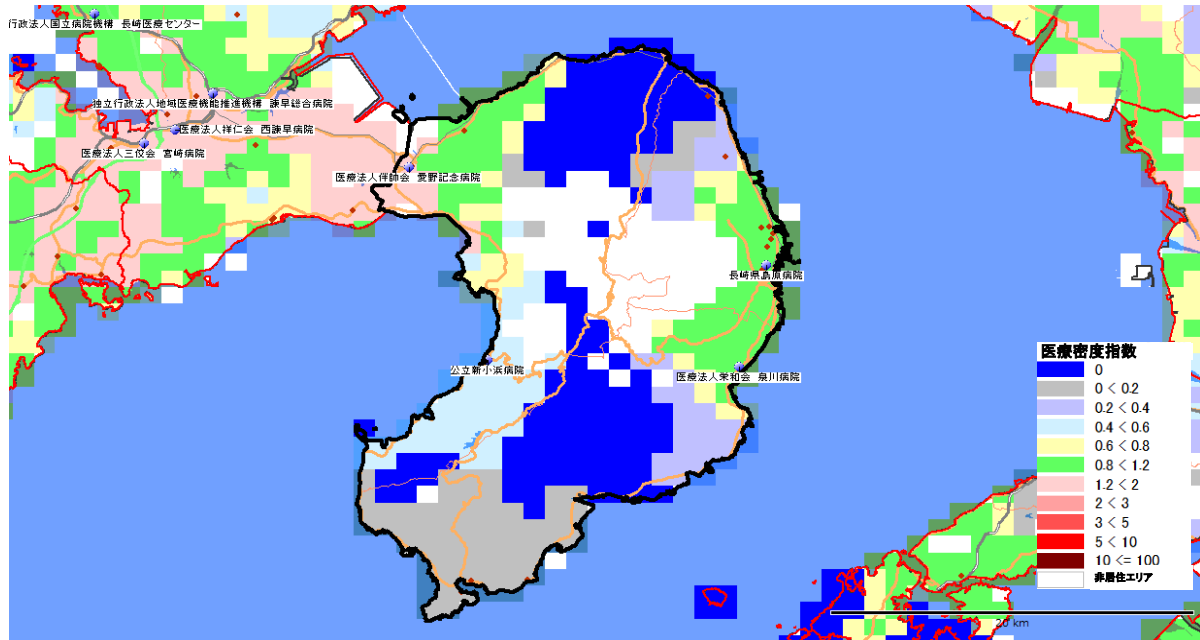 行政法人国立病院機構 長崎医療センター
独立行政法人地域医療機能推進機構 諫早総合病院
医療法人祥仁会 西諫早病院
医療法人三佼会 宮崎病院
医療法人伴帥会 愛野記念病院
長崎県島原病院
公立新小浜病院
医療法人栄和会 泉川病院
医療密度指数
0
0 < 0.2
0.2 < 0.4
0.4 < 0.6
0.6 < 0.8
0.8 < 1.2
1.2 < 2
2 < 3
3 < 5
5 < 10
10 <= 100
非居住エリア
20 km